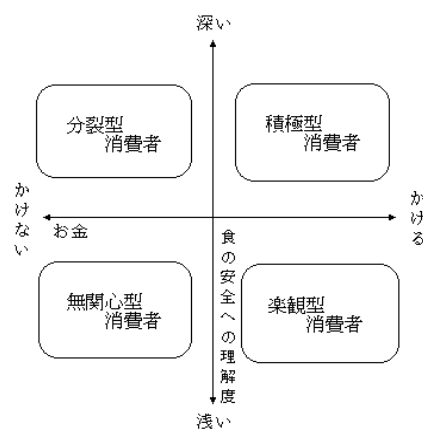 深い
分裂型
消費者
積極型
消費者
かけない
お金
かける
食の安全への理解度
無関心型
消費者
楽観型
消費者
浅い